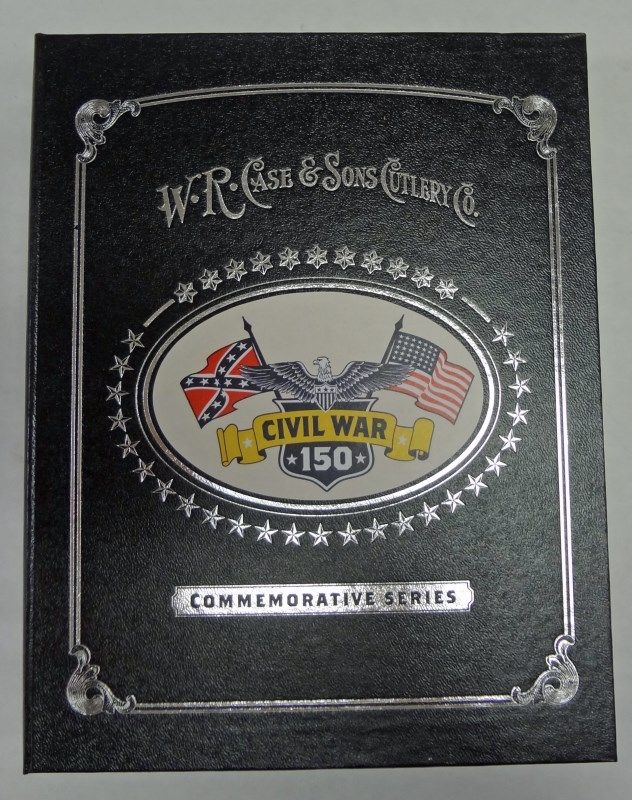 W.R. CASE & SONS CUTLERY CO.
CIVIL WAR
150
COMMEMORATIVE SERIES